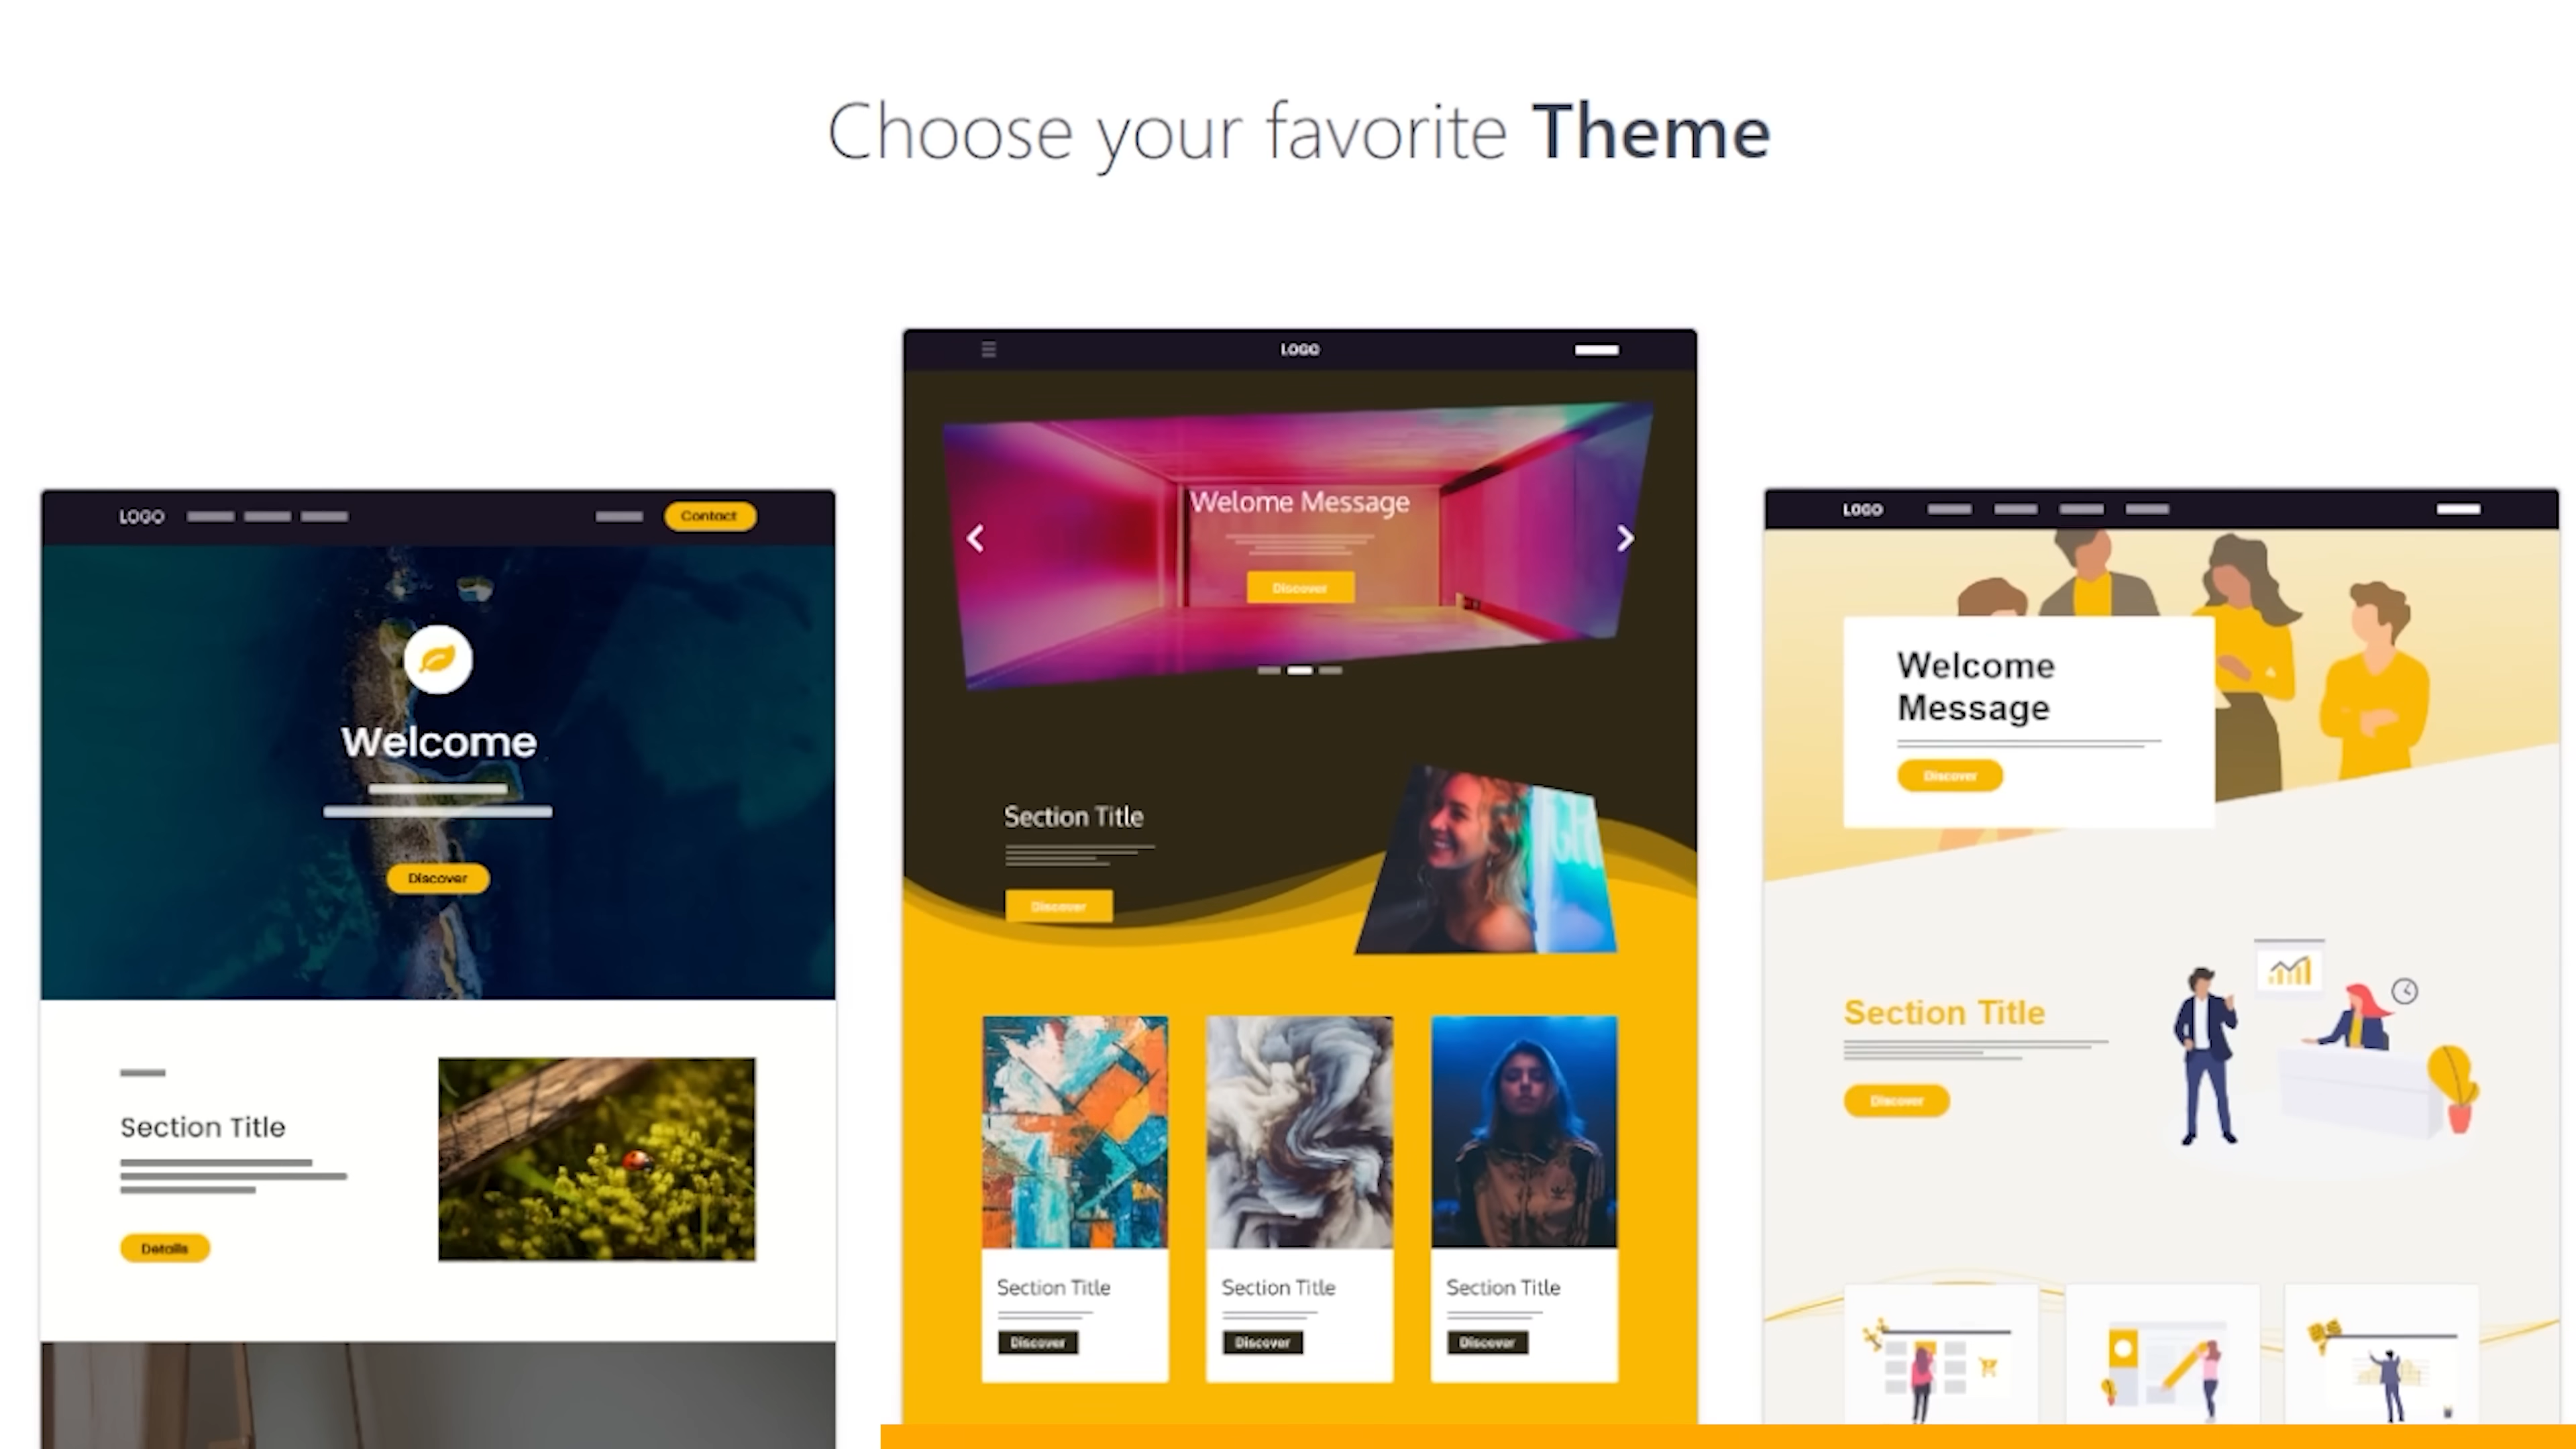 Choose your favorite Theme
LOGO
Contact
Welcome
Discover
Section Title
Details
LOGO
Welome Message
Discover
Section Title
Discover
Section Title
Discover
Section Title
Discover
Section Title
Discover
LOGO
Welcome
Message
Discover
Section Title
Discover